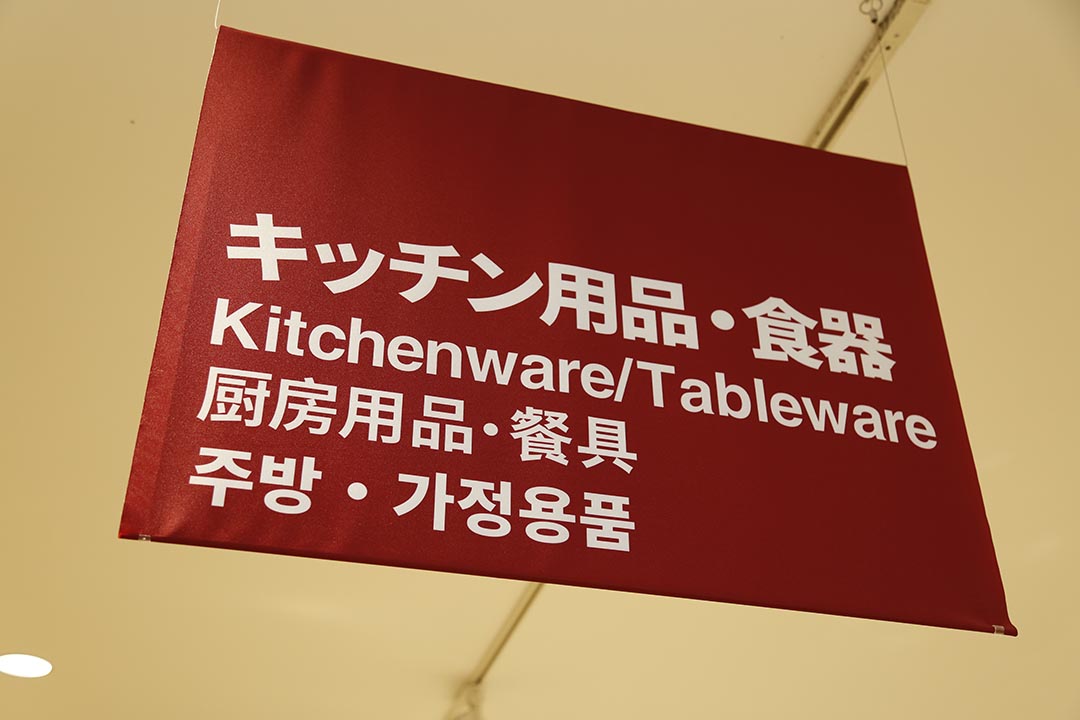 キッチン用品・食器
Kitchenware/Tableware
厨房用品・餐具
주방・가정용품